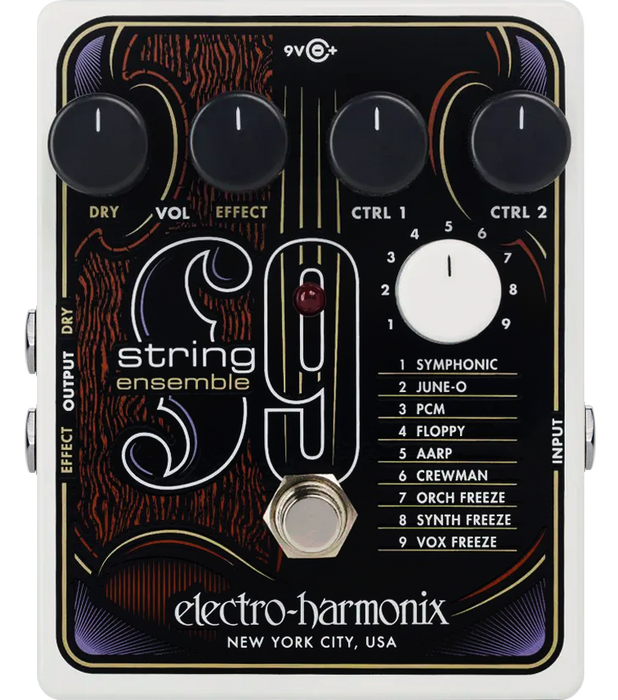 9V - +
DRY VOL EFFECT CTRL 1 CTRL 2
1 2 3 4 5 6 7 8 9
S9
string
ensemble
DRY
OUTPUT
EFFECT
INPUT
1 SYMPHONIC
2 JUNE-O
3 PCM
4 FLOPPY
5 AARP
6 CREWMAN
7 ORCH FREEZE
8 SYNTH FREEZE
9 VOX FREEZE
electro-harmonix
NEW YORK CITY, USA